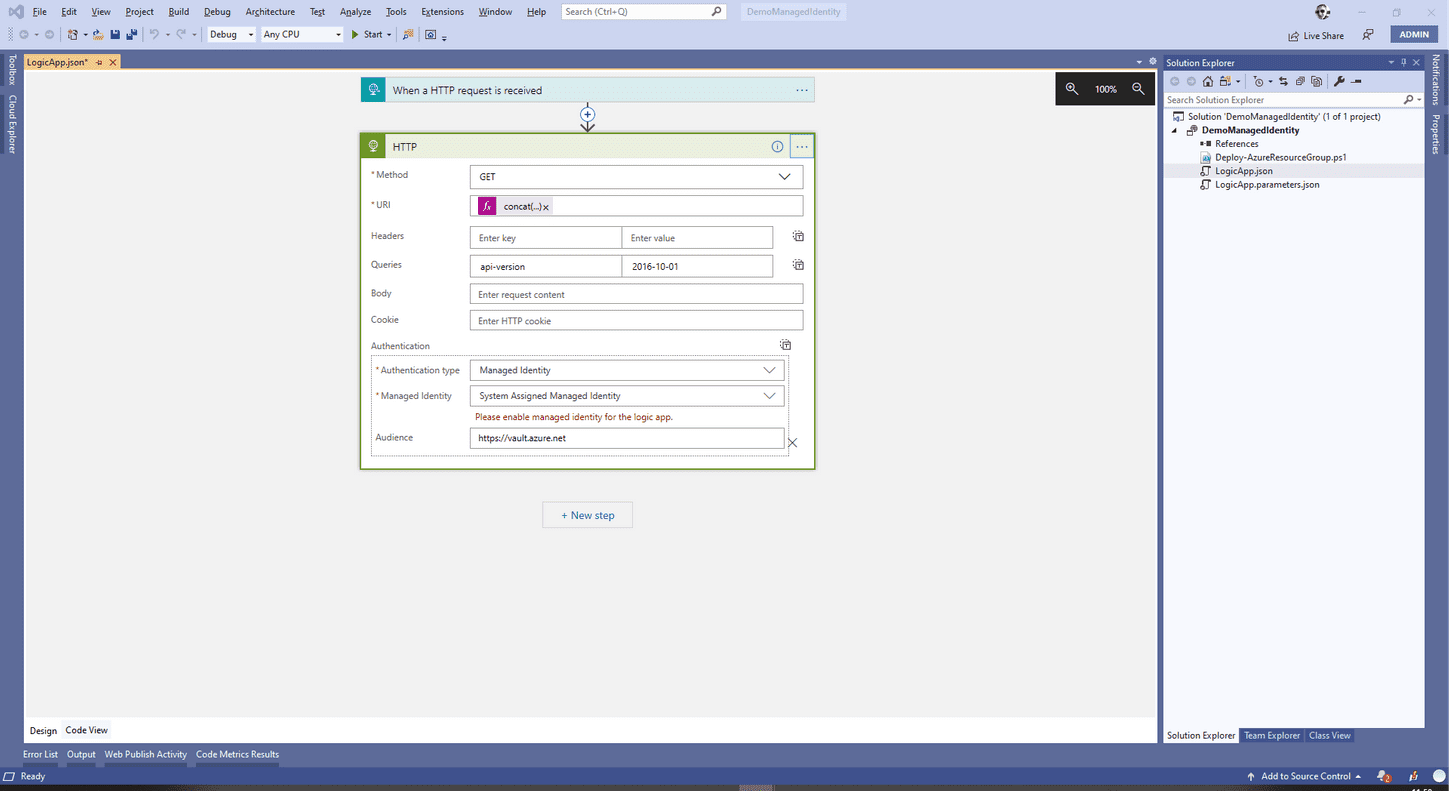 File Edit View Project Build Debug Architecture Test Analyze Tools Extensions Window Help Search (Ctrl+Q) DemoManagedIdentity
Debug Any CPU Start Live Share ADMIN
LogicApp.json*
Toolbox
Cloud Explorer
When a HTTP request is received ...
100%
HTTP ...
* Method GET
* URI fx concat(...) x
Headers Enter key Enter value
Queries api-version 2016-10-01
Body Enter request content
Cookie Enter HTTP cookie
Authentication
* Authentication type Managed Identity
* Managed Identity System Assigned Managed Identity
Please enable managed identity for the logic app.
Audience https://vault.azure.net
+ New step
Solution Explorer
Search Solution Explorer
Solution 'DemoManagedIdentity' (1 of 1 project)
DemoManagedIdentity
References
Deploy-AzureResourceGroup.ps1
LogicApp.json
LogicApp.parameters.json
Notifications
Properties
Design Code View
Solution Explorer Team Explorer Class View
Error List Output Web Publish Activity Code Metrics Results
Ready Add to Source Control 2